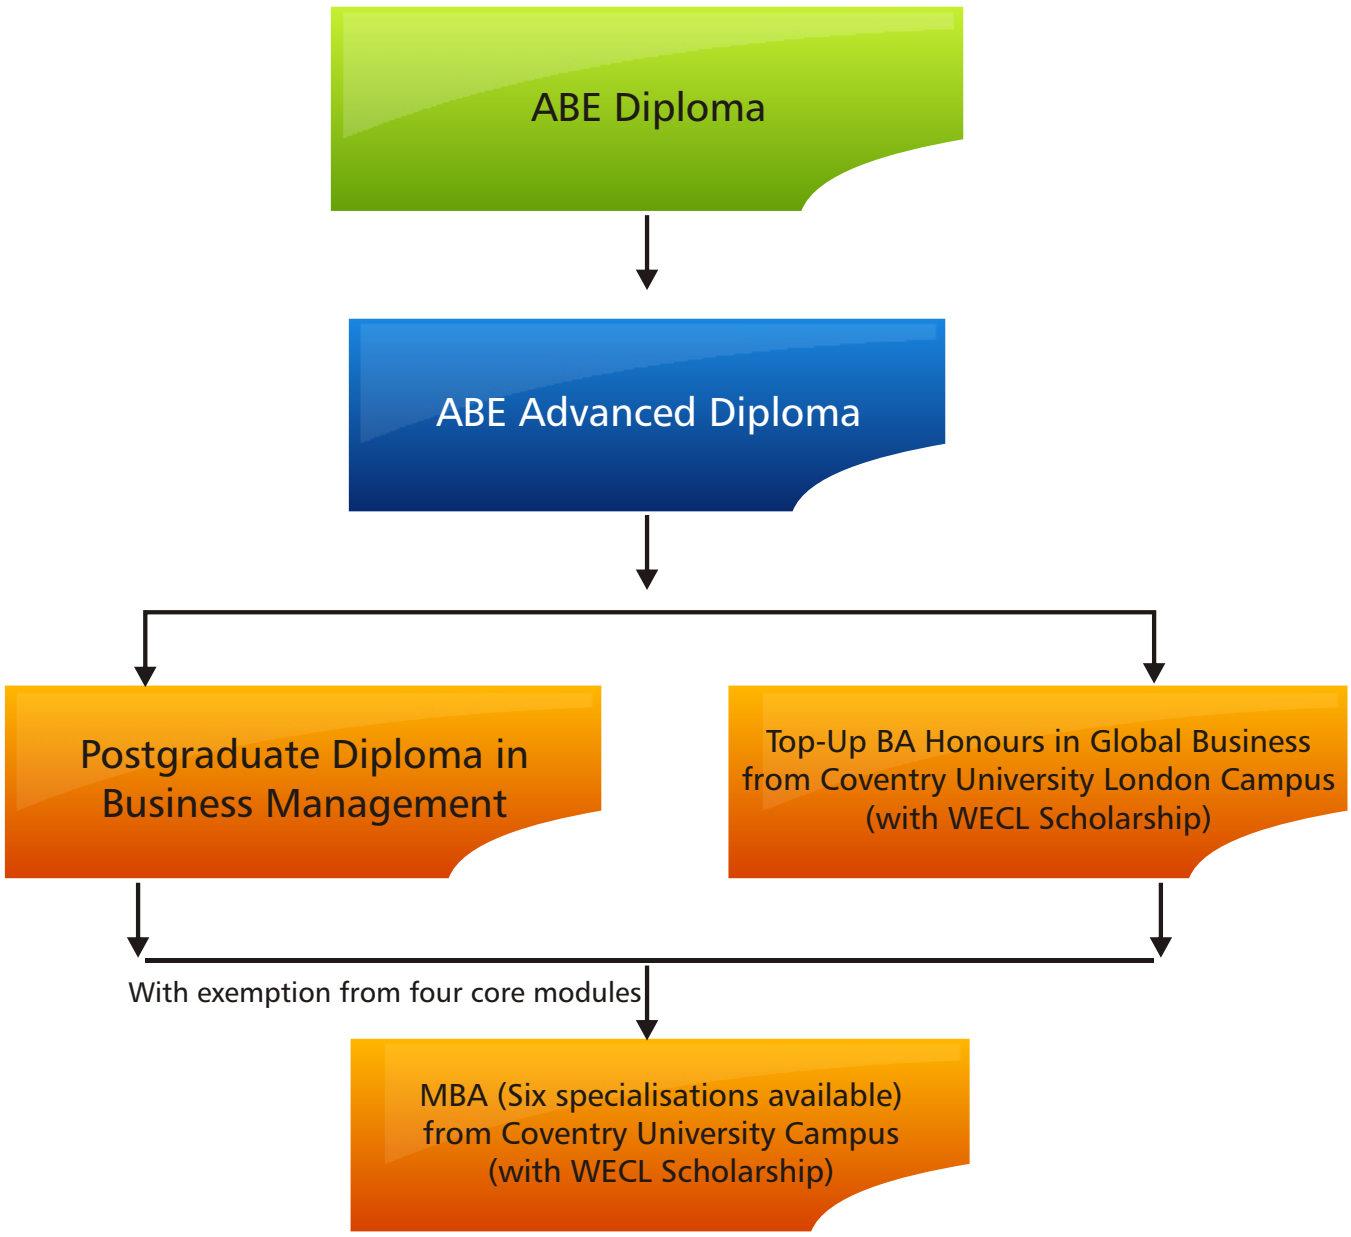 ABE Diploma
ABE Advanced Diploma
Postgraduate Diploma in
Business Management
Top-Up BA Honours in Global Business
from Coventry University London Campus
(with WECL Scholarship)
With exemption from four core modules
MBA (Six specialisations available)
from Coventry University Campus
(with WECL Scholarship)